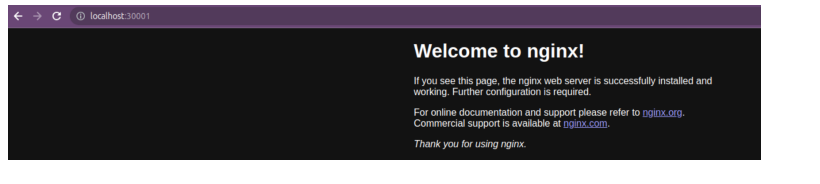 localhost:30001
Welcome to nginx!
If you see this page, the nginx web server is successfully installed and
working. Further configuration is required.
For online documentation and support please refer to nginx.org.
Commercial support is available at nginx.com.
Thank you for using nginx.